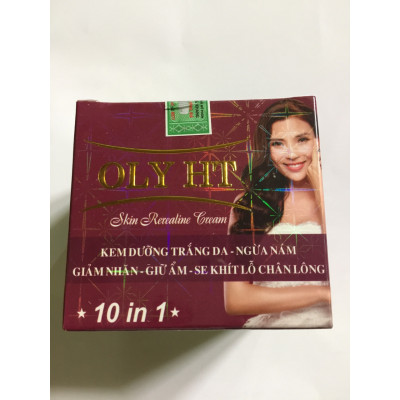 OLY HT
Skin Revealine Cream
KEM DƯỠNG TRẮNG DA - NGỪA NÁM
GIẢM NHĂN - GIỮ ẨM - SE KHÍT LỖ CHÂN LÔNG
★ 10 in 1 ★